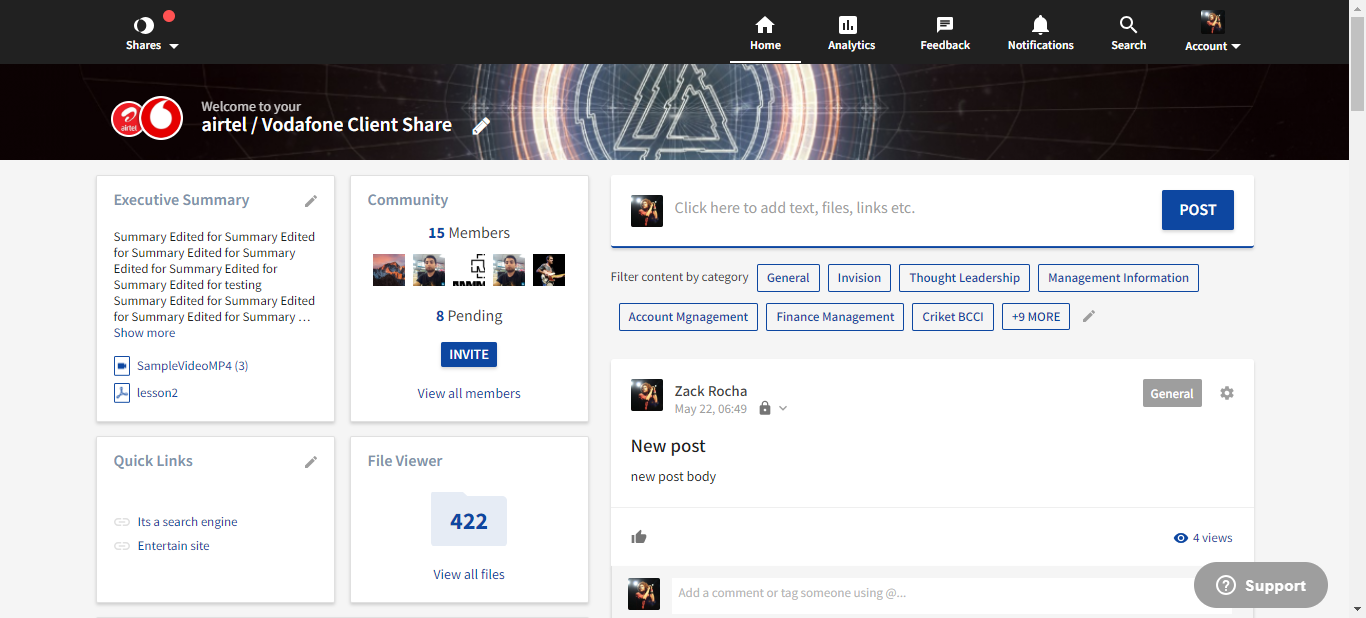 Shares
Home
Analytics
Feedback
Notifications
Search
Account
airtel
Welcome to your
airtel / Vodafone Client Share
Executive Summary
Summary Edited for Summary Edited
for Summary Edited for Summary
Edited for Summary Edited for
Summary Edited for testing
Summary Edited for Summary Edited
for Summary Edited for Summary ...
Show more
SampleVideoMP4 (3)
lesson2
Community
15 Members
8 Pending
INVITE
View all members
Quick Links
Its a search engine
Entertain site
File Viewer
422
View all files
Click here to add text, files, links etc.
POST
Filter content by category
General
Invision
Thought Leadership
Management Information
Account Mgnagement
Finance Management
Criket BCCI
+9 MORE
Zack Rocha
May 22, 06:49
General
New post
new post body
4 views
Add a comment or tag someone using @...
Support